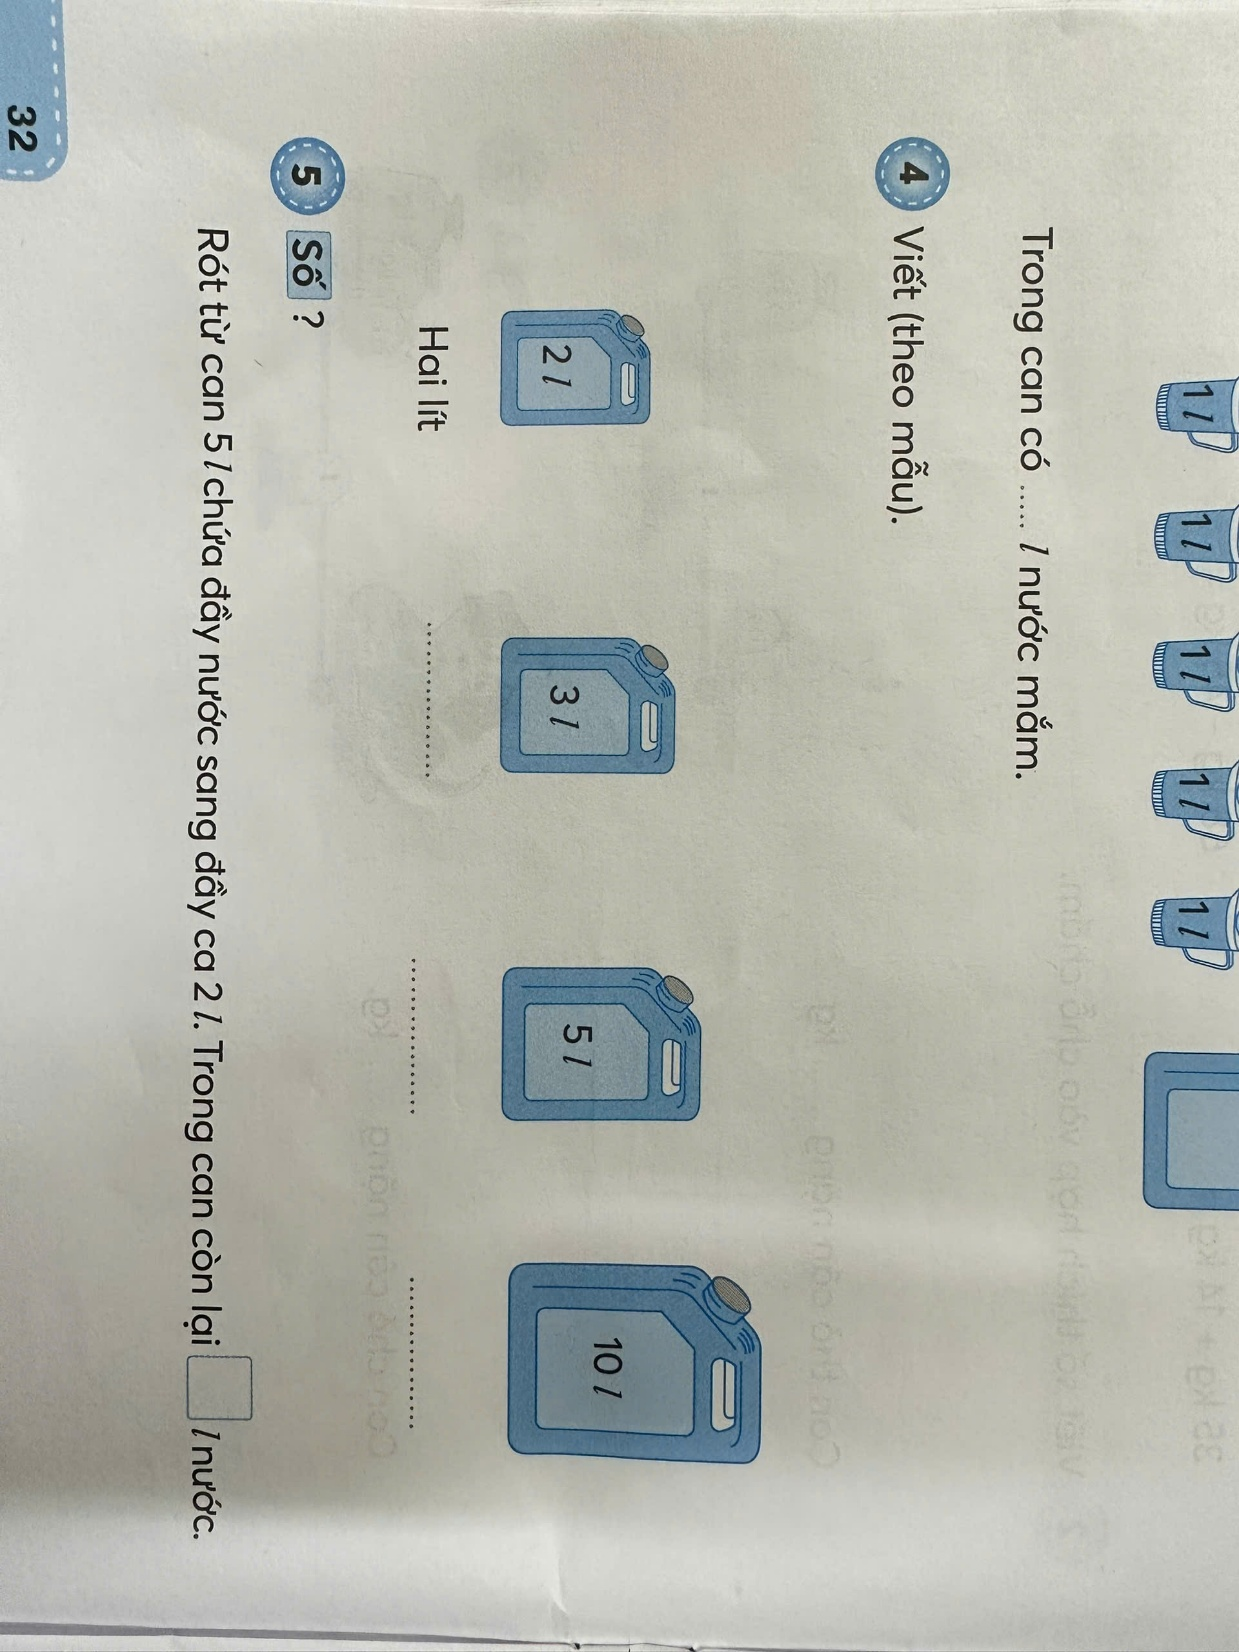 1 l 1 l 1 l 1 l 1 l
Trong can có ..... l nước mắm.
4 Viết (theo mẫu).
2 l 3 l 5 l 10 l
Hai lít ................ ................ ................
5 Số ?
Rót từ can 5 l chứa đầy nước sang đầy ca 2 l. Trong can còn lại l nước.
32